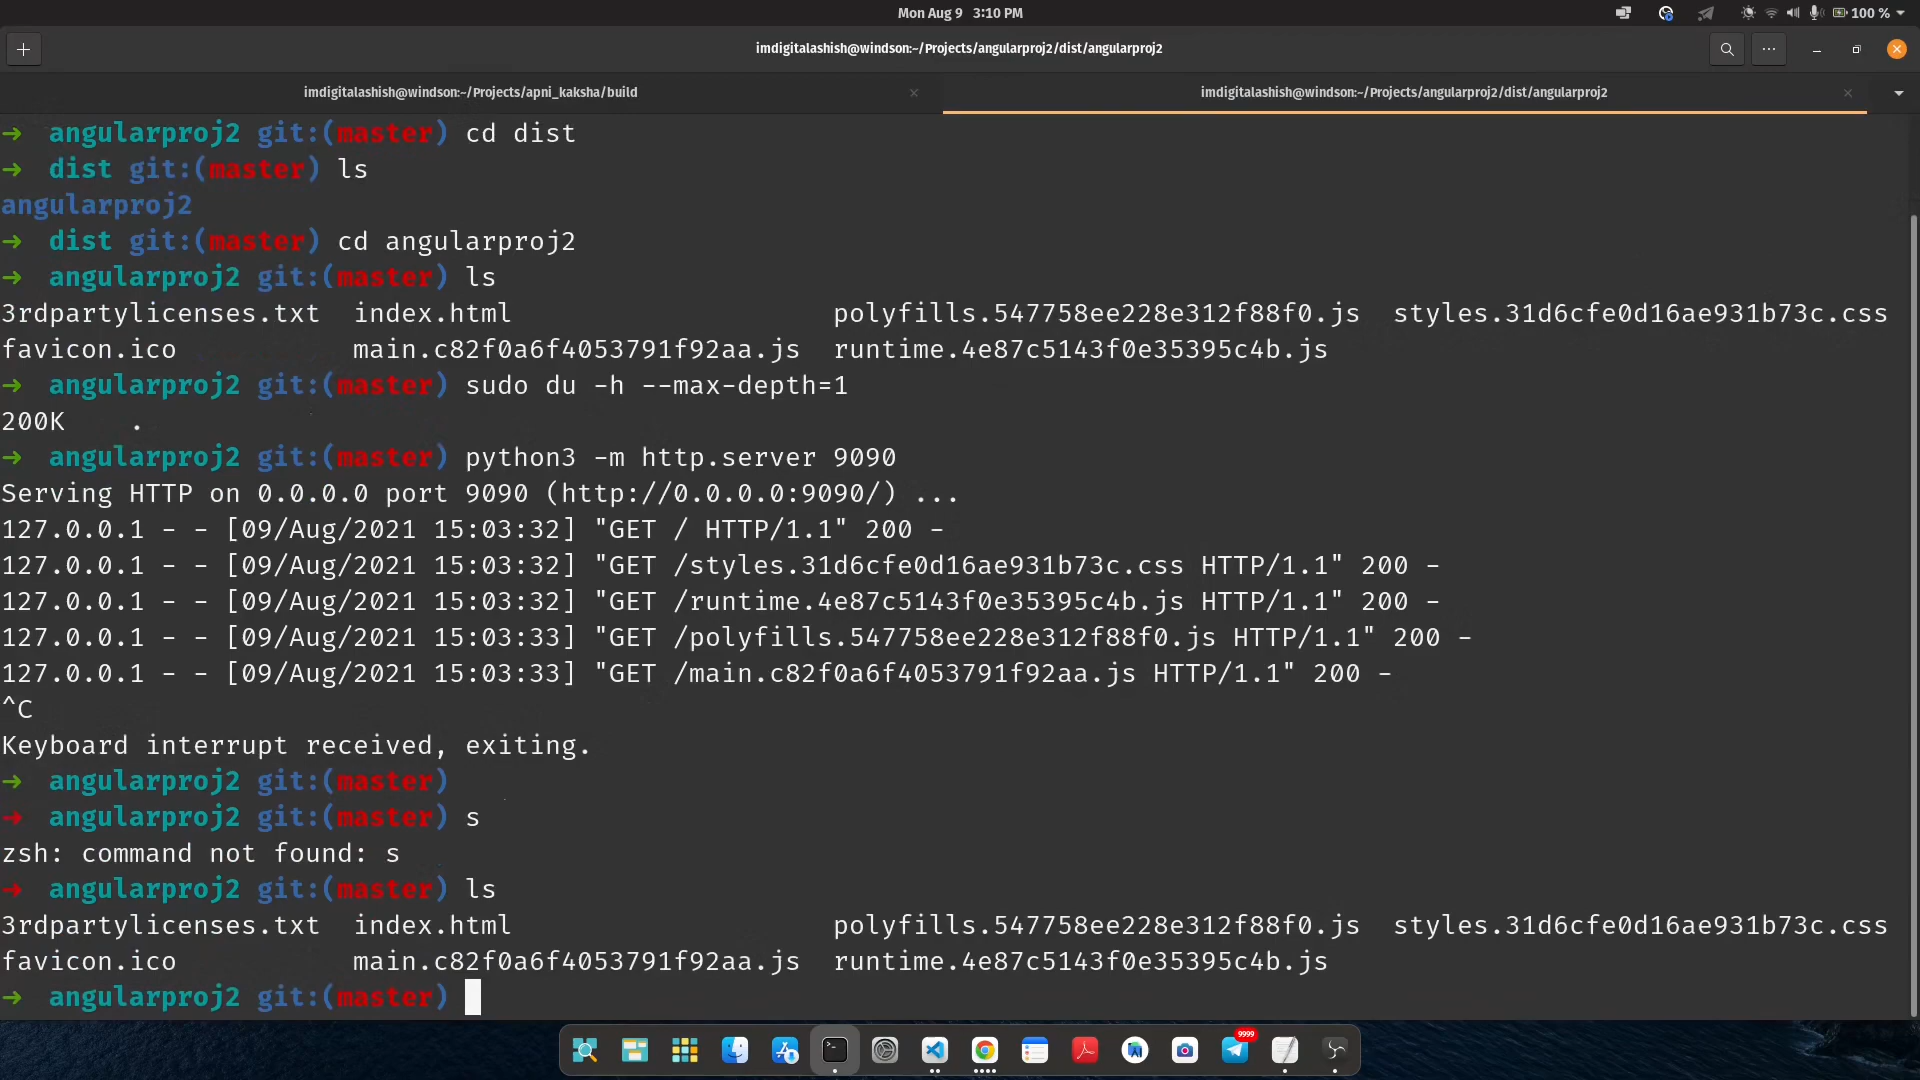 Mon Aug 9 3:10 PM
100 %
imdigitalashish@windson:~/Projects/angularproj2/dist/angularproj2
imdigitalashish@windson:~/Projects/apni_kaksha/build
imdigitalashish@windson:~/Projects/angularproj2/dist/angularproj2
→ angularproj2 git:(master) cd dist
→ dist git:(master) ls
angularproj2
→ dist git:(master) cd angularproj2
→ angularproj2 git:(master) ls
3rdpartylicenses.txt index.html polyfills.547758ee228e312f88f0.js styles.31d6cfe0d16ae931b73c.css
favicon.ico main.c82f0a6f4053791f92aa.js runtime.4e87c5143f0e35395c4b.js
→ angularproj2 git:(master) sudo du -h --max-depth=1
200K .
→ angularproj2 git:(master) python3 -m http.server 9090
Serving HTTP on 0.0.0.0 port 9090 (http://0.0.0.0:9090/) ...
127.0.0.1 - - [09/Aug/2021 15:03:32] "GET / HTTP/1.1" 200 -
127.0.0.1 - - [09/Aug/2021 15:03:32] "GET /styles.31d6cfe0d16ae931b73c.css HTTP/1.1" 200 -
127.0.0.1 - - [09/Aug/2021 15:03:32] "GET /runtime.4e87c5143f0e35395c4b.js HTTP/1.1" 200 -
127.0.0.1 - - [09/Aug/2021 15:03:33] "GET /polyfills.547758ee228e312f88f0.js HTTP/1.1" 200 -
127.0.0.1 - - [09/Aug/2021 15:03:33] "GET /main.c82f0a6f4053791f92aa.js HTTP/1.1" 200 -
^C
Keyboard interrupt received, exiting.
→ angularproj2 git:(master)
→ angularproj2 git:(master) s
zsh: command not found: s
→ angularproj2 git:(master) ls
3rdpartylicenses.txt index.html polyfills.547758ee228e312f88f0.js styles.31d6cfe0d16ae931b73c.css
favicon.ico main.c82f0a6f4053791f92aa.js runtime.4e87c5143f0e35395c4b.js
→ angularproj2 git:(master)
9999